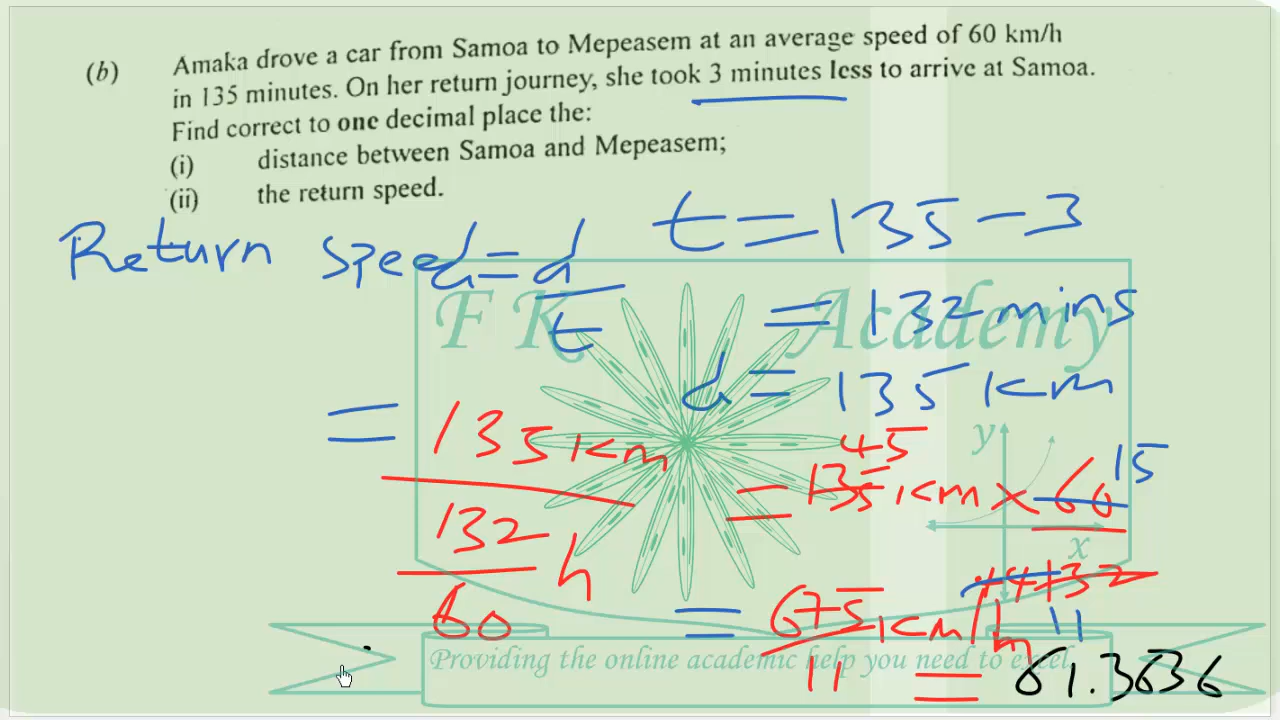 (b) Amaka drove a car from Samoa to Mepeasem at an average speed of 60 km/h
in 135 minutes. On her return journey, she took 3 minutes less to arrive at Samoa.
Find correct to one decimal place the:
(i) distance between Samoa and Mepeasem;
(ii) the return speed.
Return speed = d/t
t = 135 - 3
= 132 mins
d = 135 km
= 135 km
132 h
60
= 135 km × 60
45
15
44 132
11
= 675 km/h
11
= 61.3636
F K Academy
y
x
Providing the online academic help you need to excel